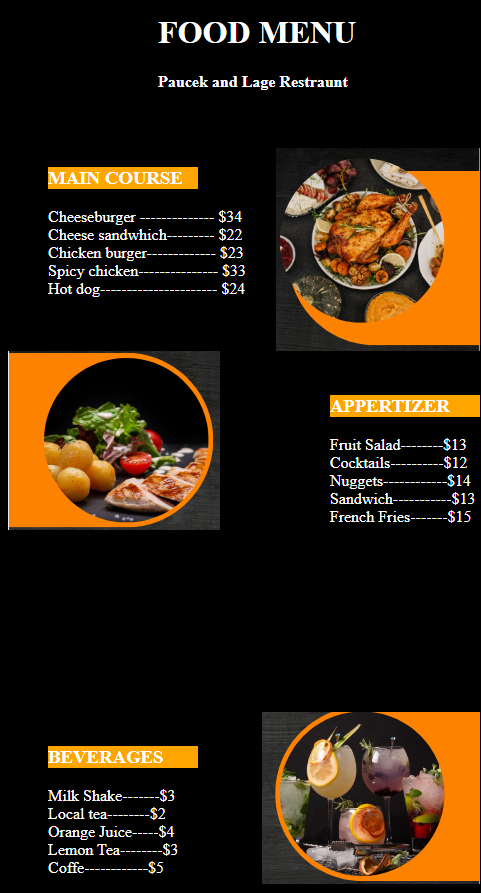 FOOD MENU
Paucek and Lage Restraunt
MAIN COURSE
Cheeseburger -------------- $34
Cheese sandwhich--------- $22
Chicken burger------------- $23
Spicy chicken--------------- $33
Hot dog---------------------- $24
APPERTIZER
Fruit Salad--------$13
Cocktails----------$12
Nuggets------------$14
Sandwich-----------$13
French Fries-------$15
BEVERAGES
Milk Shake-------$3
Local tea--------$2
Orange Juice-----$4
Lemon Tea--------$3
Coffe------------$5